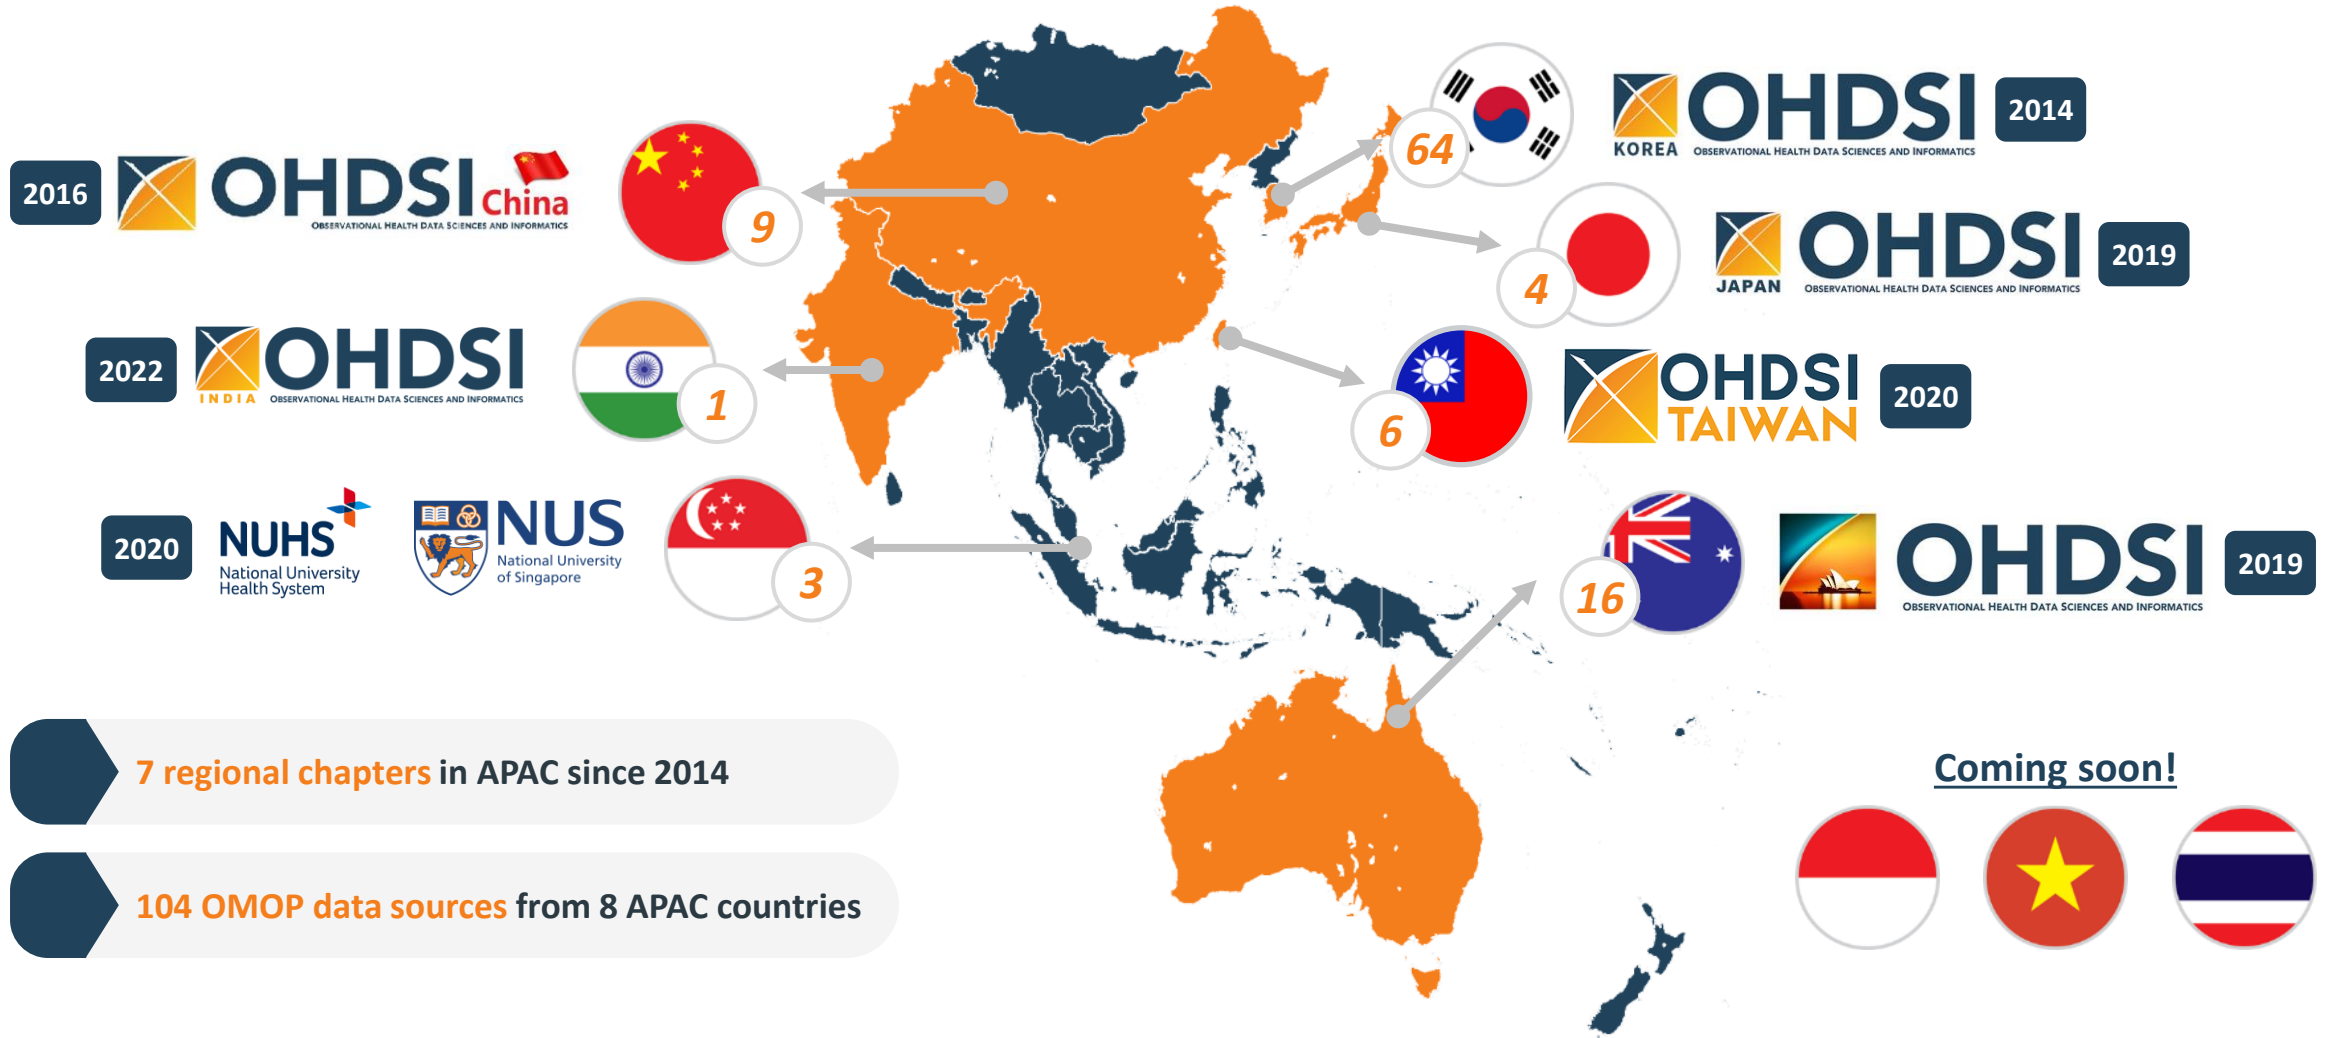 2016
OHDSI China
OBSERVATIONAL HEALTH DATA SCIENCES AND INFORMATICS
9
2022
OHDSI
INDIA
OBSERVATIONAL HEALTH DATA SCIENCES AND INFORMATICS
1
2020
NUHS
National University
Health System
NUS
National University
of Singapore
3
64
KOREA
OHDSI
OBSERVATIONAL HEALTH DATA SCIENCES AND INFORMATICS
2014
4
JAPAN
OHDSI
OBSERVATIONAL HEALTH DATA SCIENCES AND INFORMATICS
2019
6
OHDSI
TAIWAN
2020
16
OHDSI
OBSERVATIONAL HEALTH DATA SCIENCES AND INFORMATICS
2019
7 regional chapters in APAC since 2014
104 OMOP data sources from 8 APAC countries
Coming soon!